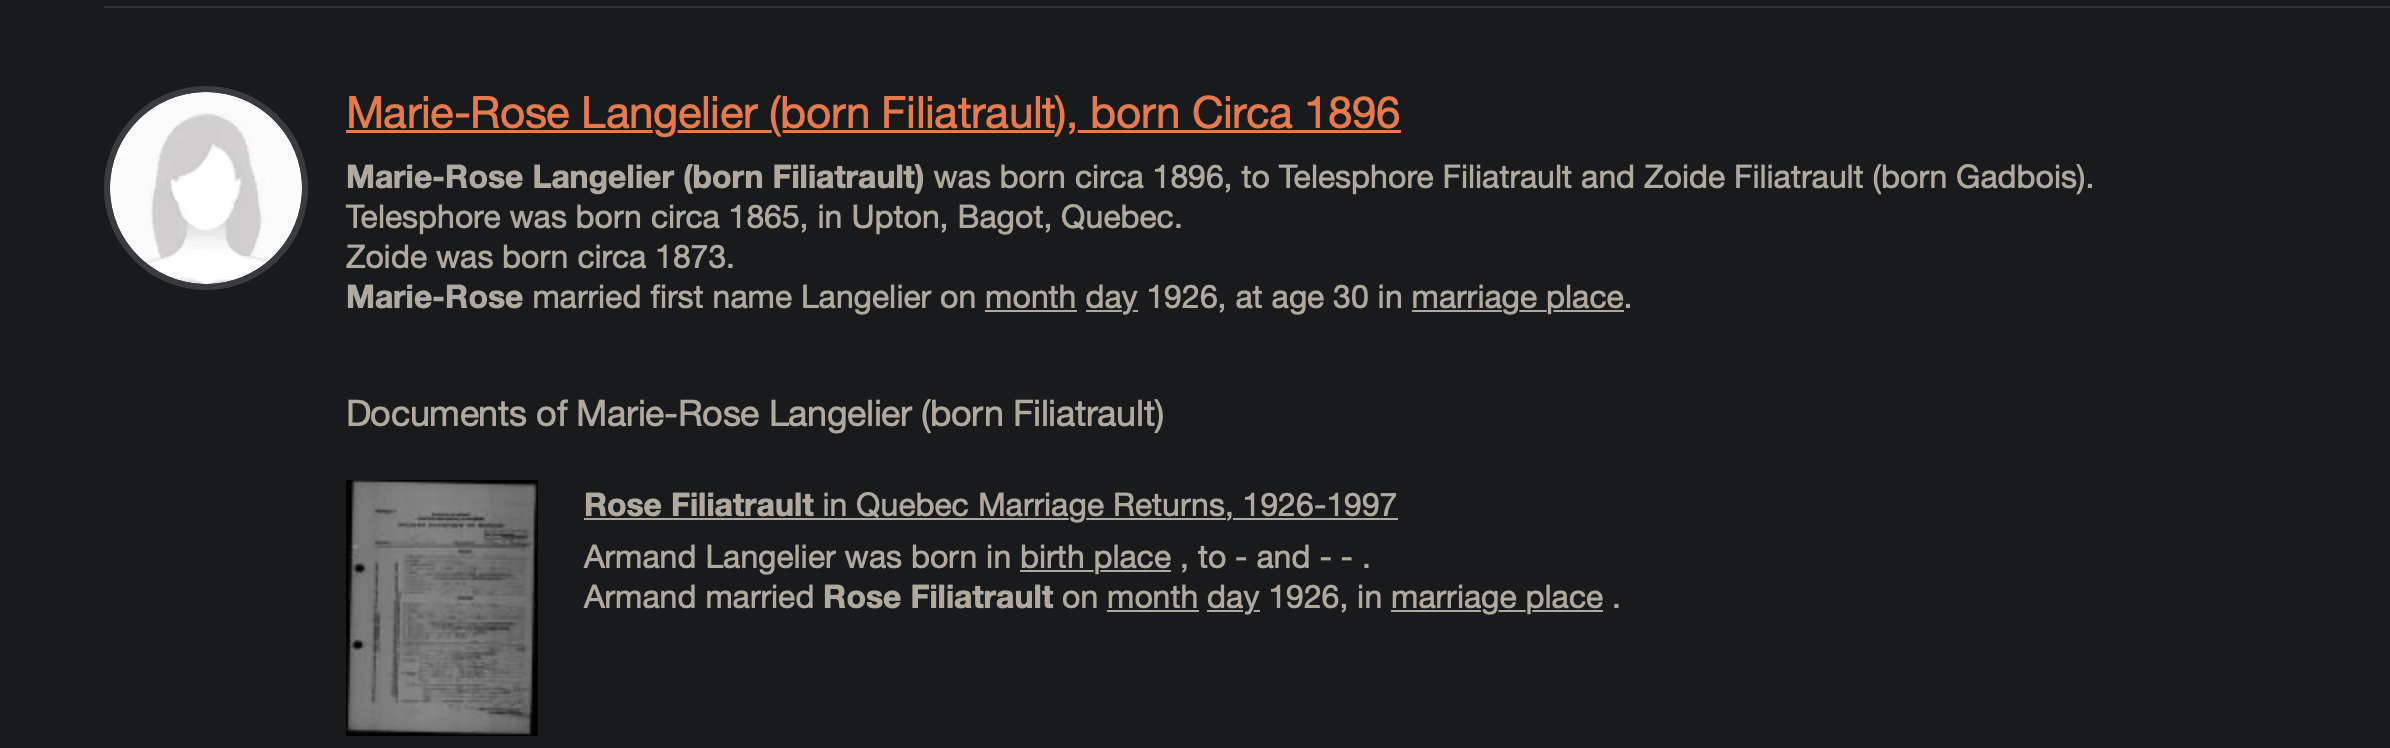 Marie-Rose Langelier (born Filiatrault), born Circa 1896
Marie-Rose Langelier (born Filiatrault) was born circa 1896, to Telesphore Filiatrault and Zoide Filiatrault (born Gadbois).
Telesphore was born circa 1865, in Upton, Bagot, Quebec.
Zoide was born circa 1873.
Marie-Rose married first name Langelier on month day 1926, at age 30 in marriage place.
Documents of Marie-Rose Langelier (born Filiatrault)
Rose Filiatrault in Quebec Marriage Returns, 1926-1997
Armand Langelier was born in birth place , to - and - - .
Armand married Rose Filiatrault on month day 1926, in marriage place .